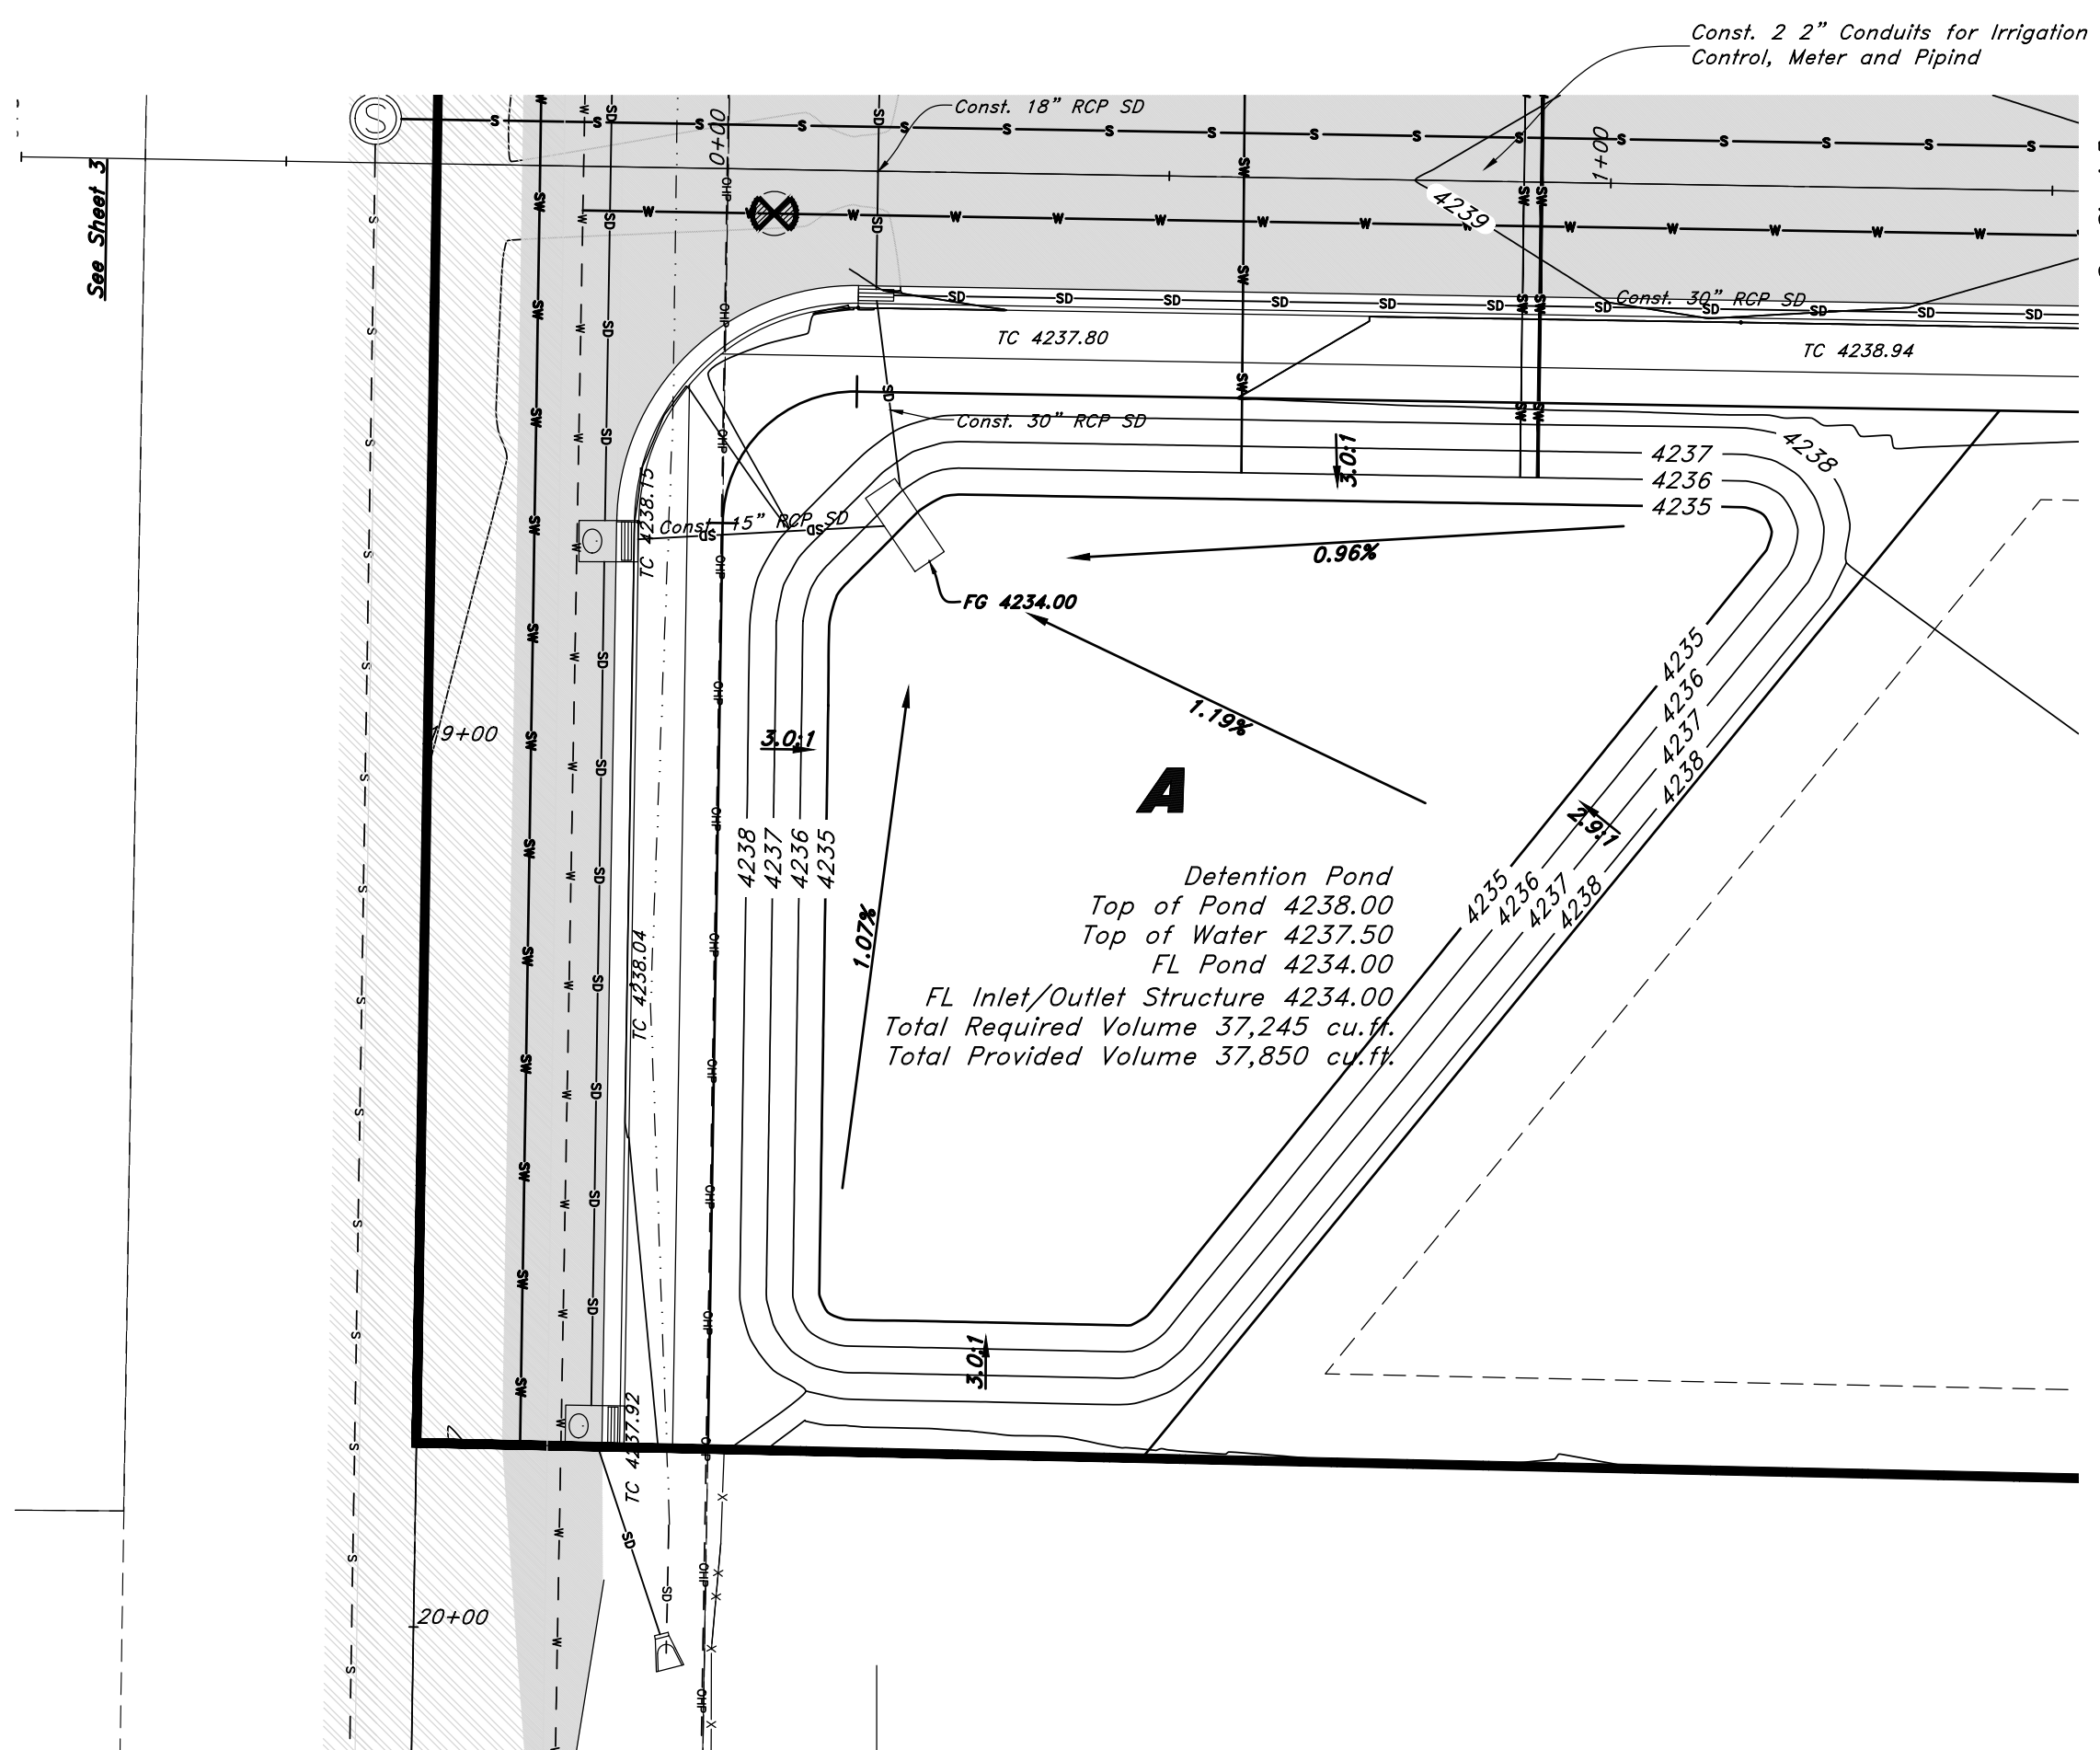 Const. 2 2” Conduits for Irrigation
Control, Meter and Pipind
Const. 18” RCP SD
0+00
1+00
See Sheet 3
4239
Const. 30” RCP SD
TC 4237.80
TC 4238.94
Const. 30” RCP SD
3.0:1
4238
4237
4236
4235
TC 4238.15
Const. 15” RCP SD
0.96%
FG 4234.00
4235
4236
4237
4238
1.19%
19+00
3.0:1
A
2.9:1
4238
4237
4236
4235
4235
4236
4237
4238
1.07%
Detention Pond
Top of Pond 4238.00
Top of Water 4237.50
FL Pond 4234.00
FL Inlet/Outlet Structure 4234.00
Total Required Volume 37,245 cu.ft.
Total Provided Volume 37,850 cu.ft.
TC 4238.04
3.0:1
TC 4237.92
20+00
S
W
SW
SD
OHP
X